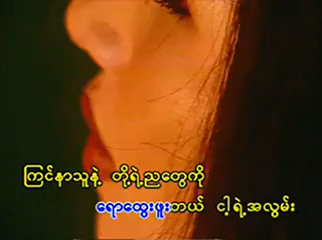 ကြင်နာသူနဲ့ တို့ရဲ့ညတွေကို
ရောထွေးဖူးဘယ် ငါ့ရဲ့အလွမ်း